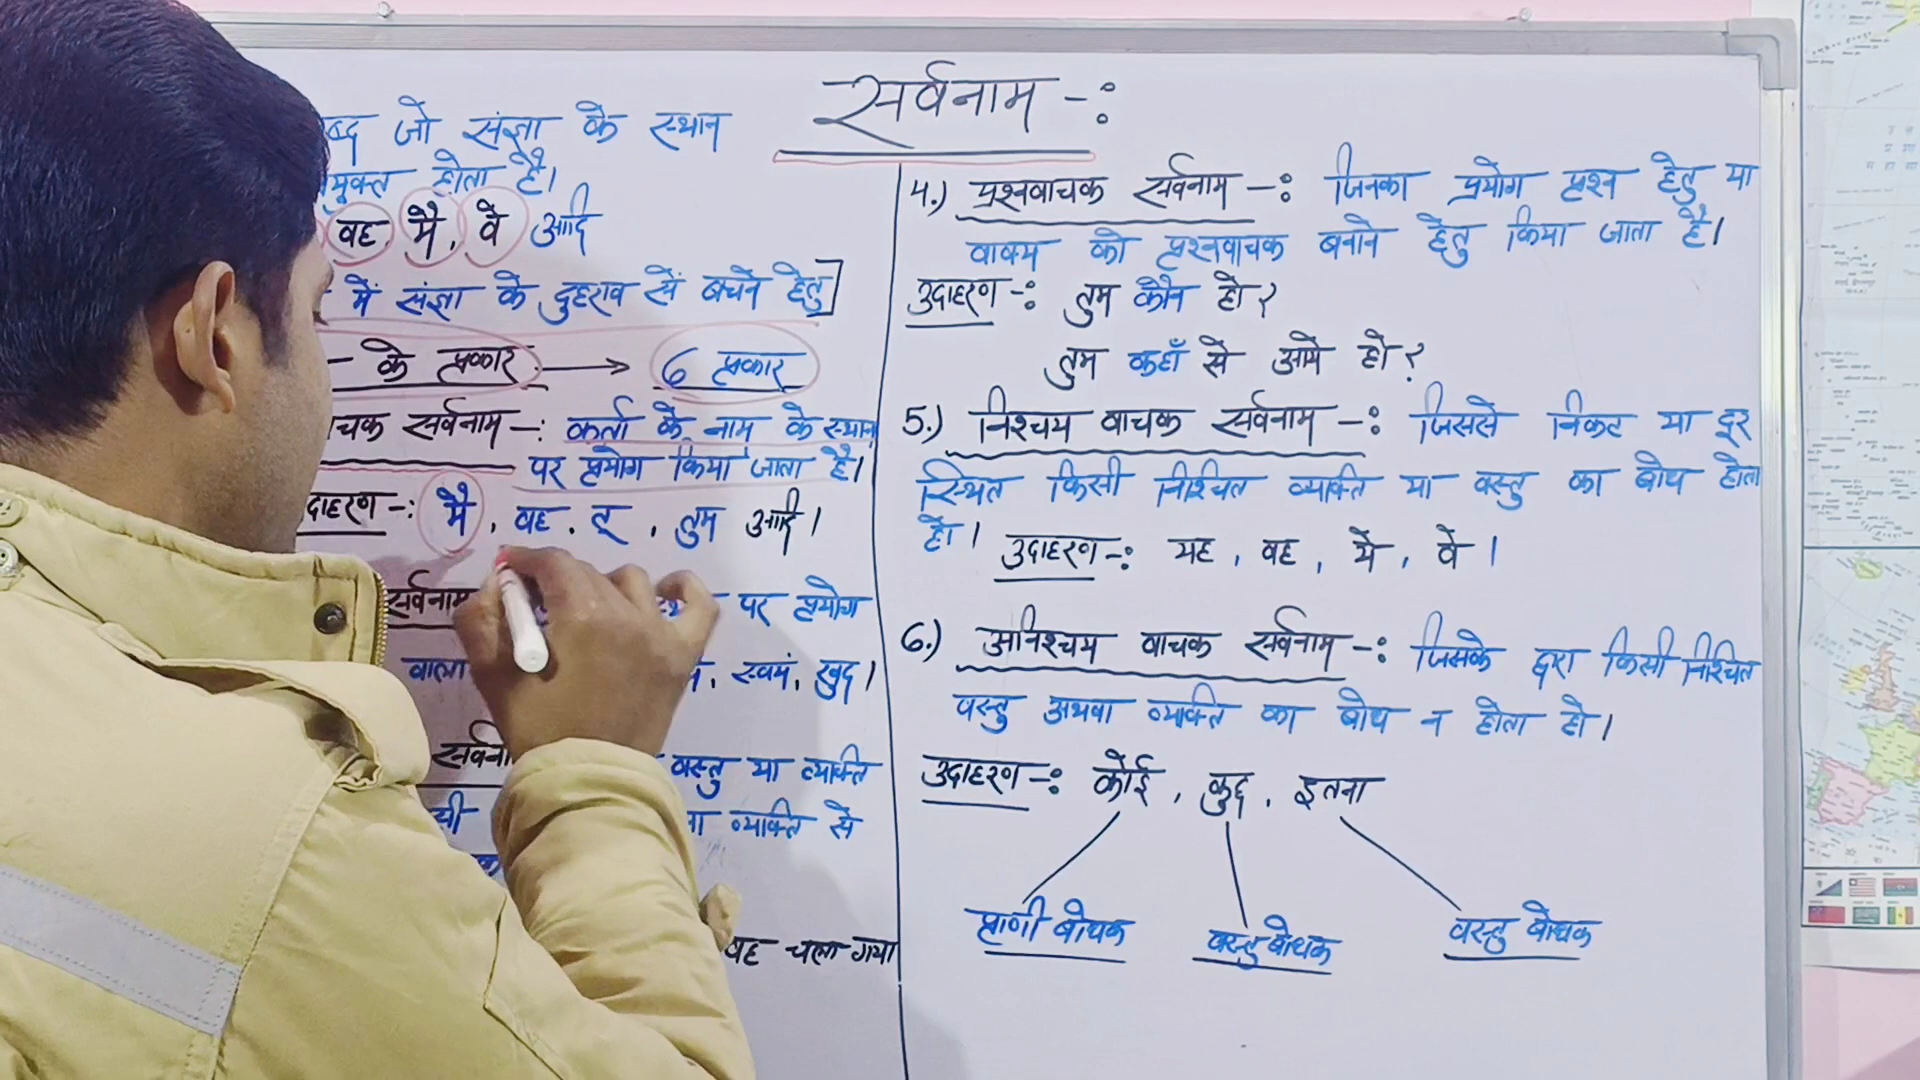 सर्वनाम -:
जो संज्ञा के स्थान
होता है।
वह, मै, वे आदि
में संज्ञा के दुहराव सें बचने हेतु]
के प्रकार → 6 प्रकार
वाचक सर्वनाम -: कर्ता के नाम के स्थान
पर प्रयोग किया जाता है।
उदाहरण -: मै, वह, तू, तुम आदि।
सर्वनाम पर प्रयोग
वाला स्वयं, खुद।
वस्तु या व्यक्ति
व्यक्ति से
वह चला गया
4.) प्रश्नवाचक सर्वनाम -: जिनका प्रयोग प्रश्न हेतु या
वाक्य को प्रश्नवाचक बनाने हेतु किया जाता है।
उदाहरण -: तुम कौन हो?
तुम कहाँ से आये हो?
5.) निश्चय वाचक सर्वनाम -: जिससे निकट या दूर
स्थित किसी निश्चित व्यक्ति या वस्तु का बोध होता
हो।
उदाहरण -: यह, वह, ये, वे।
6.) अनिश्चय वाचक सर्वनाम -: जिसके द्वारा किसी निश्चित
वस्तु अथवा व्यक्ति का बोध न होता हो।
उदाहरण -: कोई, कुछ, इतना
प्राणी बोधक वस्तु बोधक वस्तु बोधक